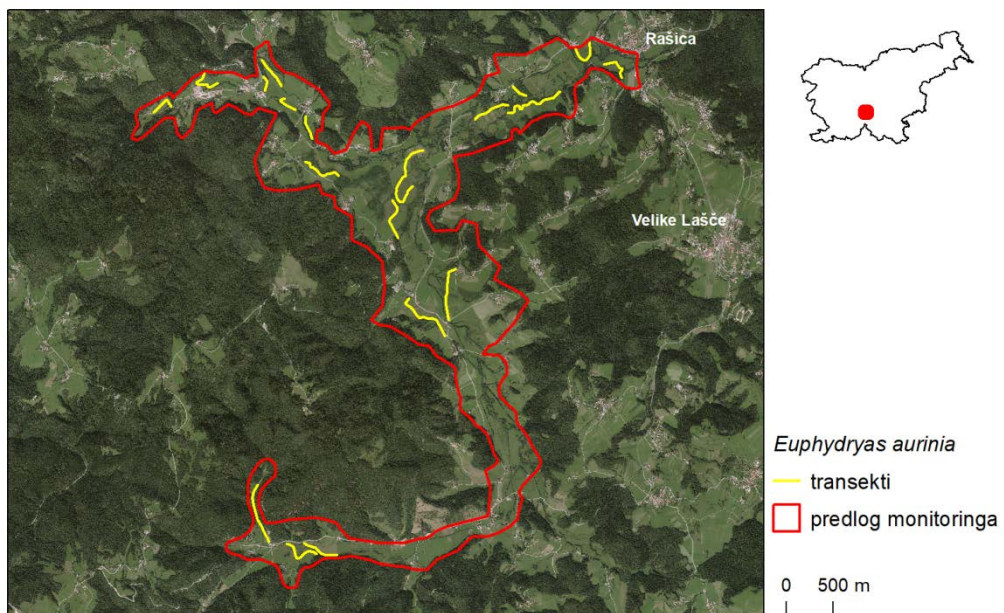 Rašica
Velike Lašče
Euphydryas aurinia
transekti
predlog monitoringa
0 500 m